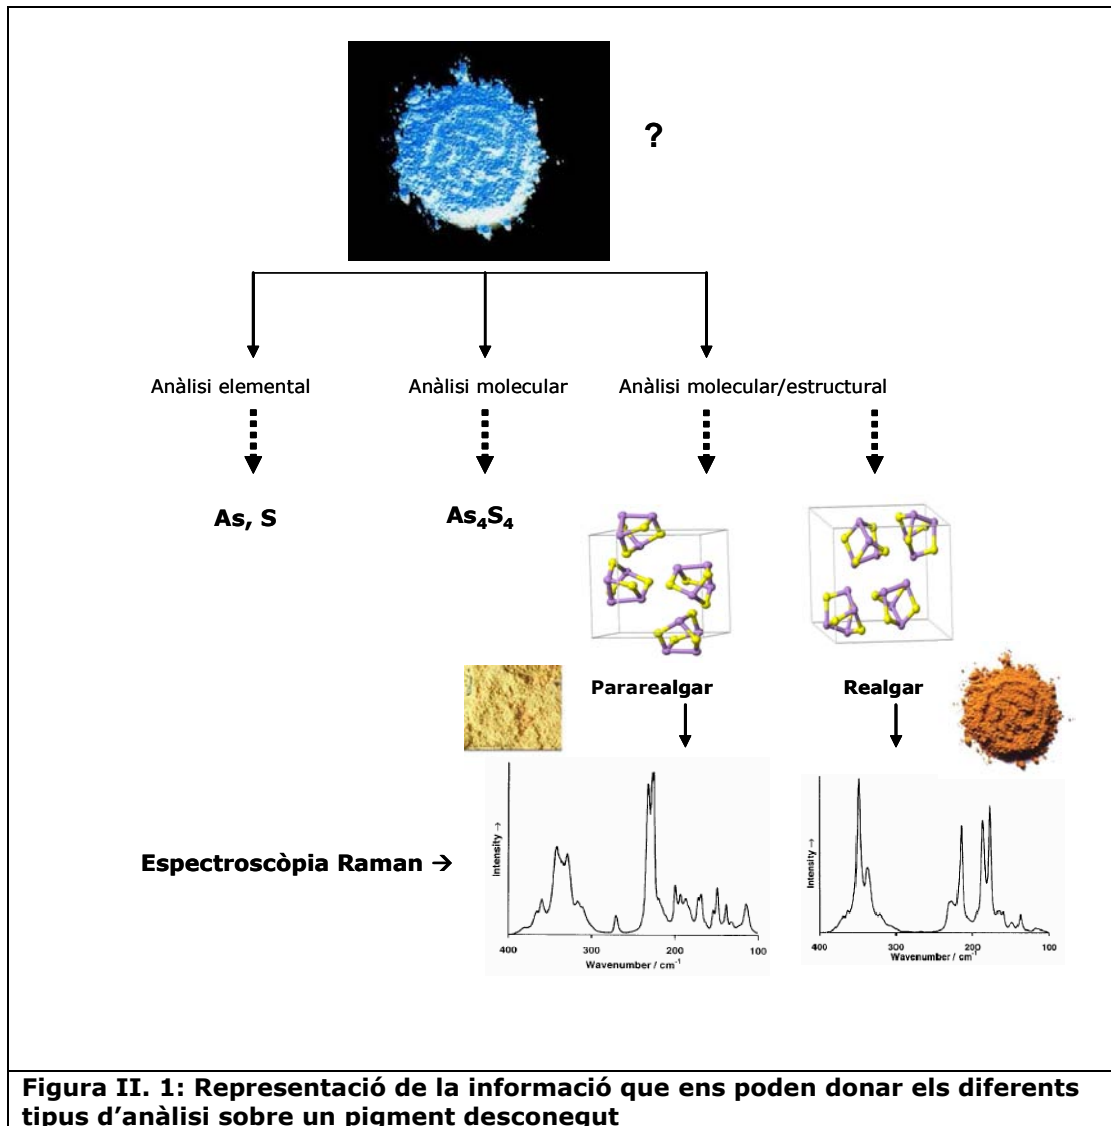 ?
Anàlisi elemental
Anàlisi molecular
Anàlisi molecular/estructural
As, S
As₄S₄
Pararealgar
Realgar
Espectroscòpia Raman →
Intensity →
400 300 200 100
Wavenumber / cm⁻¹
Intensity →
400 300 200 100
Wavenumber / cm⁻¹
Figura II. 1: Representació de la informació que ens poden donar els diferents
tipus d'anàlisi sobre un pigment desconegut